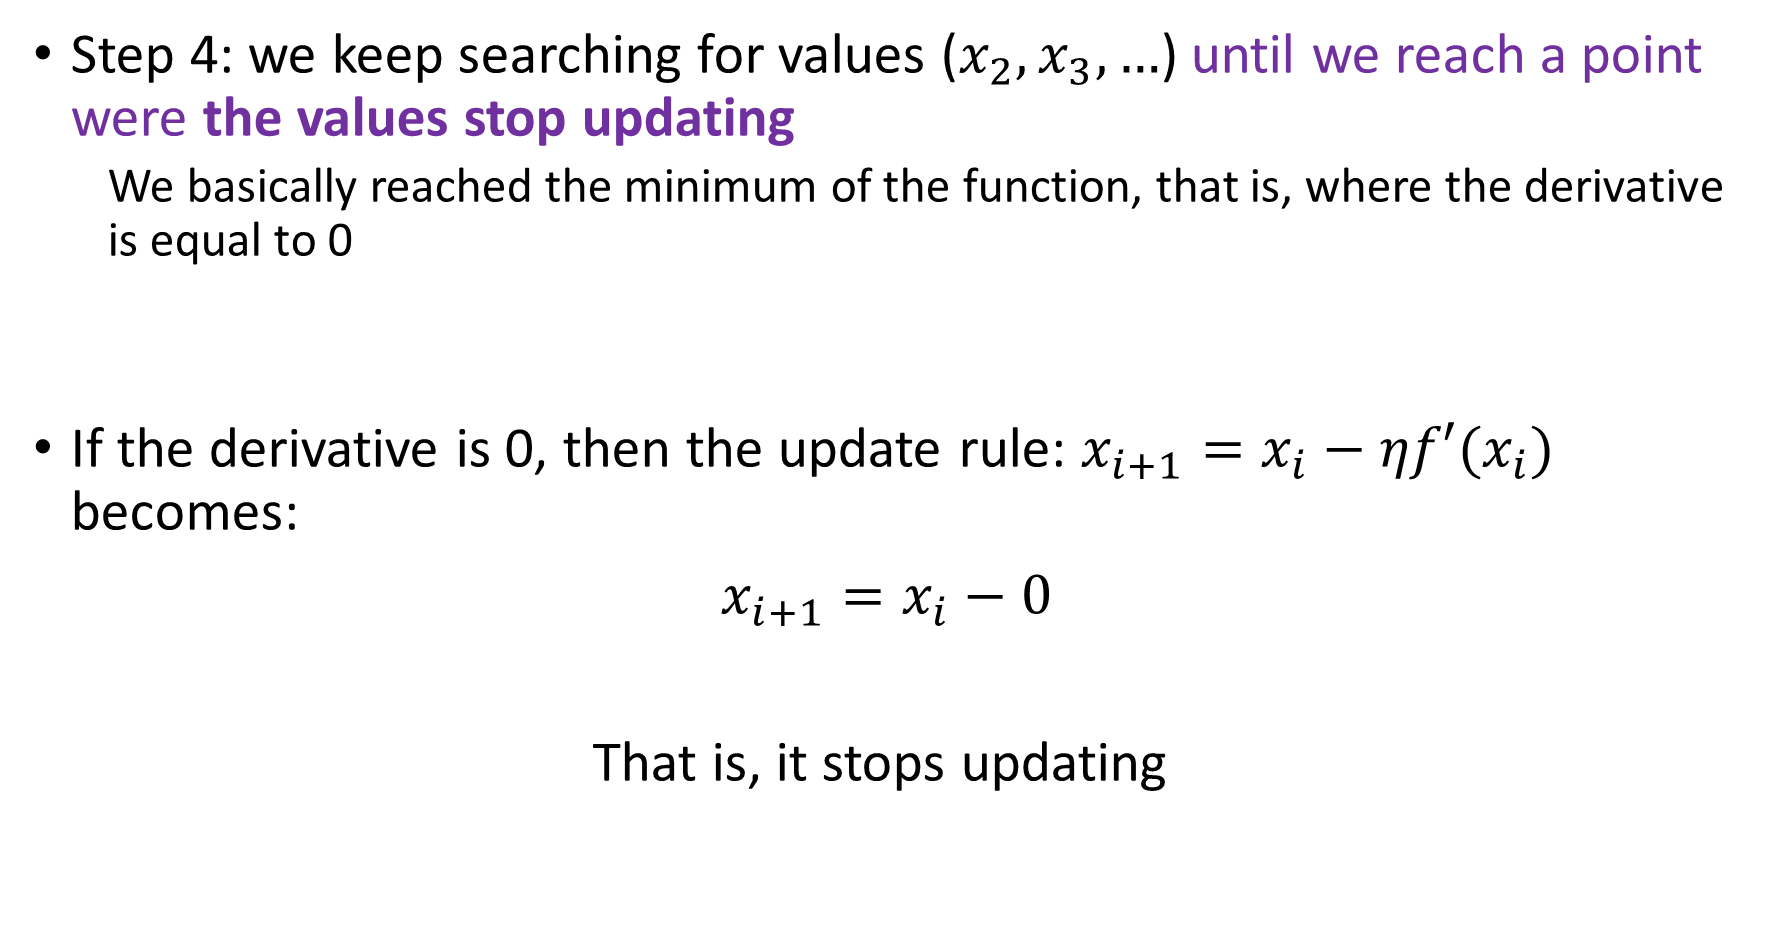 • Step 4: we keep searching for values (x₂, x₃, …) until we reach a point
were the values stop updating
We basically reached the minimum of the function, that is, where the derivative
is equal to 0
• If the derivative is 0, then the update rule: xᵢ₊₁ = xᵢ − ηf′(xᵢ)
becomes:
xᵢ₊₁ = xᵢ − 0
That is, it stops updating